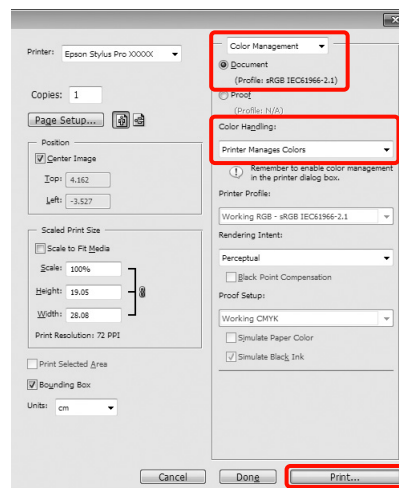 Printer: Epson Stylus Pro XXXXX
Copies: 1
Page Setup...
Position
Center Image
Top: 4.162
Left: -3.527
Scaled Print Size
Scale to Fit Media
Scale: 100%
Height: 19.05
Width: 28.08
Print Resolution: 72 PPI
Print Selected Area
Bounding Box
Units: cm
Color Management
Document
(Profile: sRGB IEC61966-2.1)
Proof
(Profile: N/A)
Color Handling:
Printer Manages Colors
Remember to enable color management
in the printer dialog box.
Printer Profile:
Working RGB - sRGB IEC61966-2.1
Rendering Intent:
Perceptual
Black Point Compensation
Proof Setup:
Working CMYK
Simulate Paper Color
Simulate Black Ink
Cancel
Done
Print...